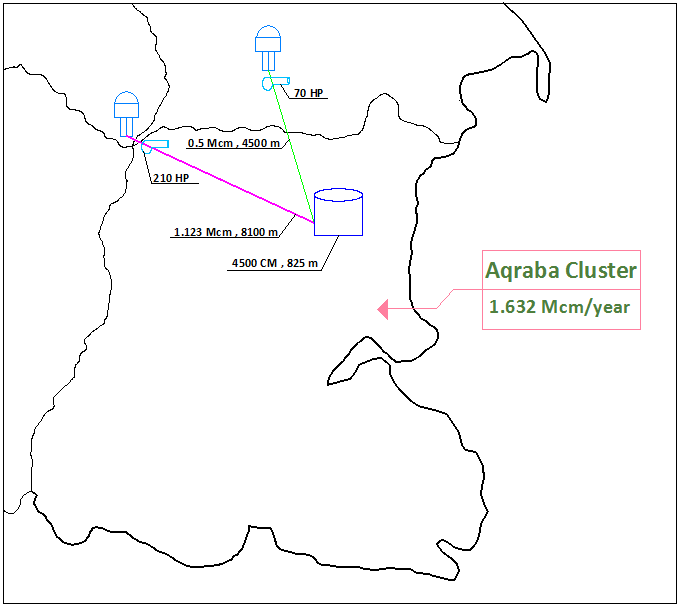 70 HP
0.5 Mcm , 4500 m
210 HP
1.123 Mcm , 8100 m
4500 CM , 825 m
Aqraba Cluster
1.632 Mcm/year